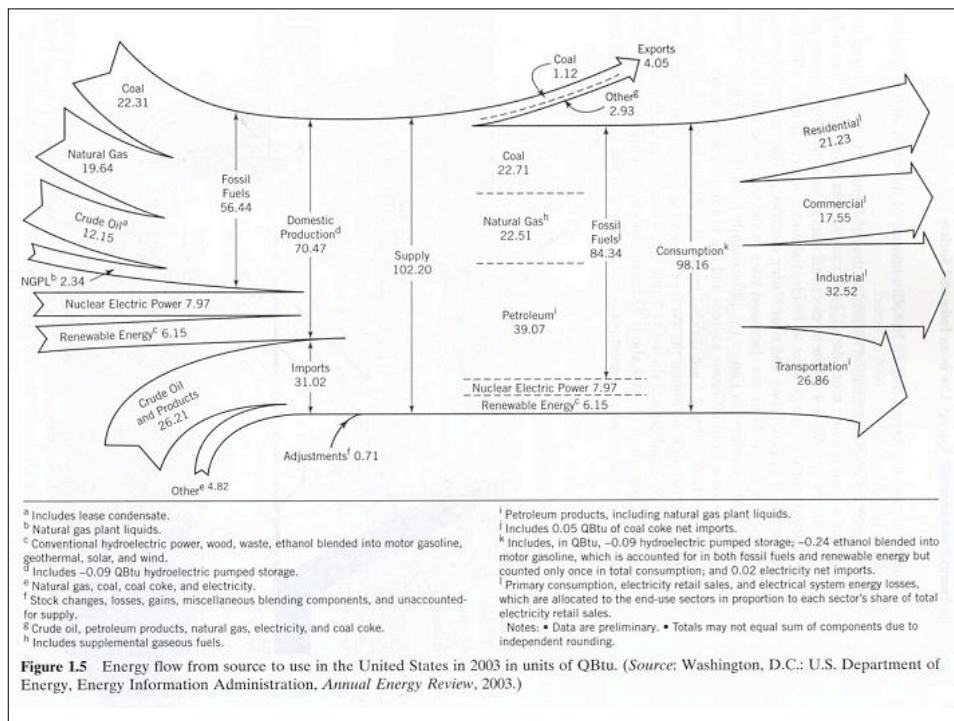 Coal
22.31
Natural Gas
19.64
Crude Oil^a
12.15
NGPL^b 2.34
Nuclear Electric Power 7.97
Renewable Energy^c 6.15
Crude Oil
and Products
26.21
Other^e 4.82
Fossil
Fuels
56.44
Domestic
Production^d
70.47
Imports
31.02
Adjustments^f 0.71
Supply
102.20
Coal
1.12
Exports
4.05
Other^g
2.93
Coal
22.71
Natural Gas^h
22.51
Petroleum^i
39.07
Nuclear Electric Power 7.97
Renewable Energy^c 6.15
Fossil
Fuels^j
84.34
Consumption^k
98.16
Residential^l
21.23
Commercial^l
17.55
Industrial^l
32.52
Transportation^l
26.86
^a Includes lease condensate.
^b Natural gas plant liquids.
^c Conventional hydroelectric power, wood, waste, ethanol blended into motor gasoline,
geothermal, solar, and wind.
^d Includes −0.09 QBtu hydroelectric pumped storage.
^e Natural gas, coal, coal coke, and electricity.
^f Stock changes, losses, gains, miscellaneous blending components, and unaccounted-
for supply.
^g Crude oil, petroleum products, natural gas, electricity, and coal coke.
^h Includes supplemental gaseous fuels.
^i Petroleum products, including natural gas plant liquids.
^j Includes 0.05 QBtu of coal coke net imports.
^k Includes, in QBtu, −0.09 hydroelectric pumped storage; −0.24 ethanol blended into
motor gasoline, which is accounted for in both fossil fuels and renewable energy but
counted only once in total consumption; and 0.02 electricity net imports.
^l Primary consumption, electricity retail sales, and electrical system energy losses,
which are allocated to the end-use sectors in proportion to each sector's share of total
electricity retail sales.
Notes: • Data are preliminary. • Totals may not equal sum of components due to
independent rounding.
Figure 1.5 Energy flow from source to use in the United States in 2003 in units of QBtu. (Source: Washington, D.C.: U.S. Department of
Energy, Energy Information Administration, Annual Energy Review, 2003.)